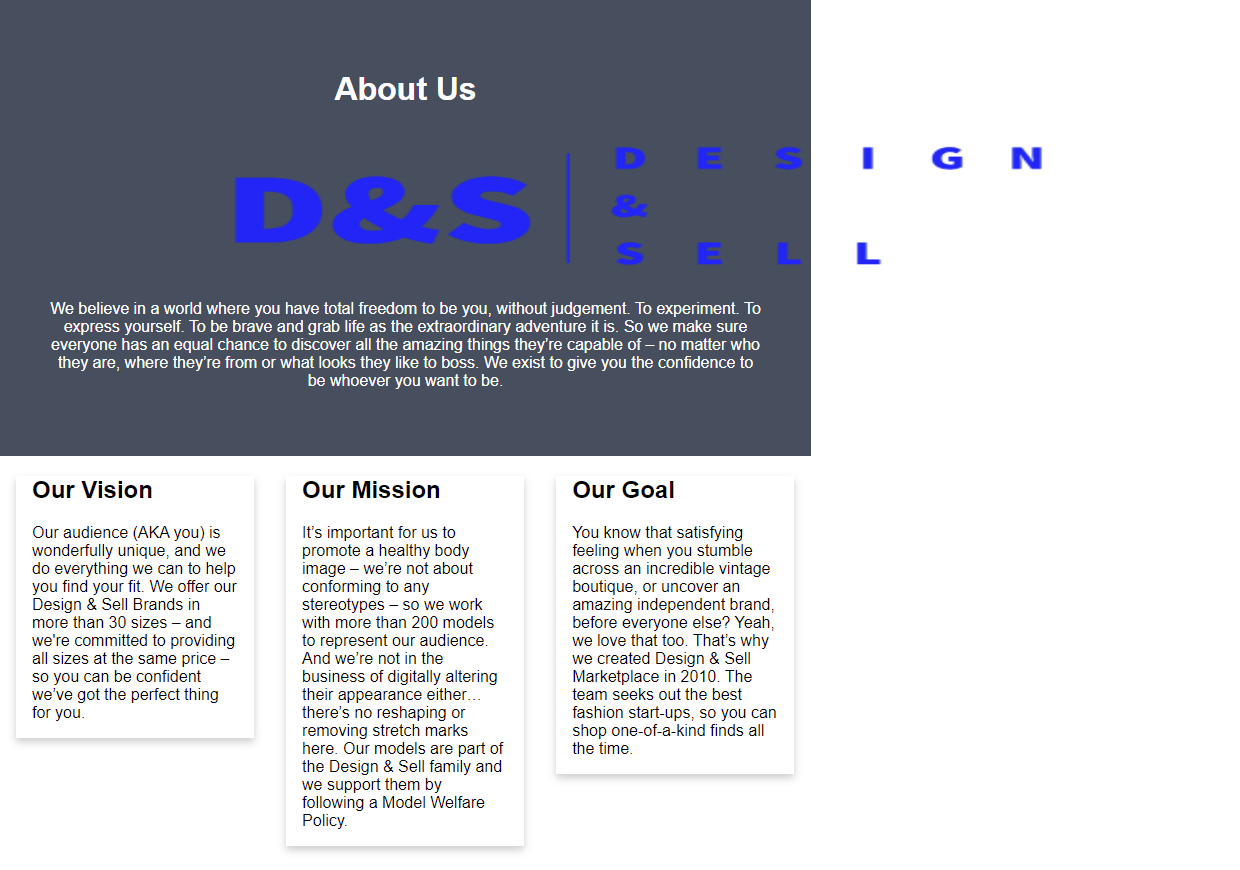 About Us
D&S
D E S I G N
&
S E L L
We believe in a world where you have total freedom to be you, without judgement. To experiment. To
express yourself. To be brave and grab life as the extraordinary adventure it is. So we make sure
everyone has an equal chance to discover all the amazing things they're capable of – no matter who
they are, where they're from or what looks they like to boss. We exist to give you the confidence to
be whoever you want to be.
Our Vision
Our audience (AKA you) is
wonderfully unique, and we
do everything we can to help
you find your fit. We offer our
Design & Sell Brands in
more than 30 sizes – and
we're committed to providing
all sizes at the same price –
so you can be confident
we've got the perfect thing
for you.
Our Mission
It's important for us to
promote a healthy body
image – we're not about
conforming to any
stereotypes – so we work
with more than 200 models
to represent our audience.
And we're not in the
business of digitally altering
their appearance either…
there's no reshaping or
removing stretch marks
here. Our models are part of
the Design & Sell family and
we support them by
following a Model Welfare
Policy.
Our Goal
You know that satisfying
feeling when you stumble
across an incredible vintage
boutique, or uncover an
amazing independent brand,
before everyone else? Yeah,
we love that too. That's why
we created Design & Sell
Marketplace in 2010. The
team seeks out the best
fashion start-ups, so you can
shop one-of-a-kind finds all
the time.